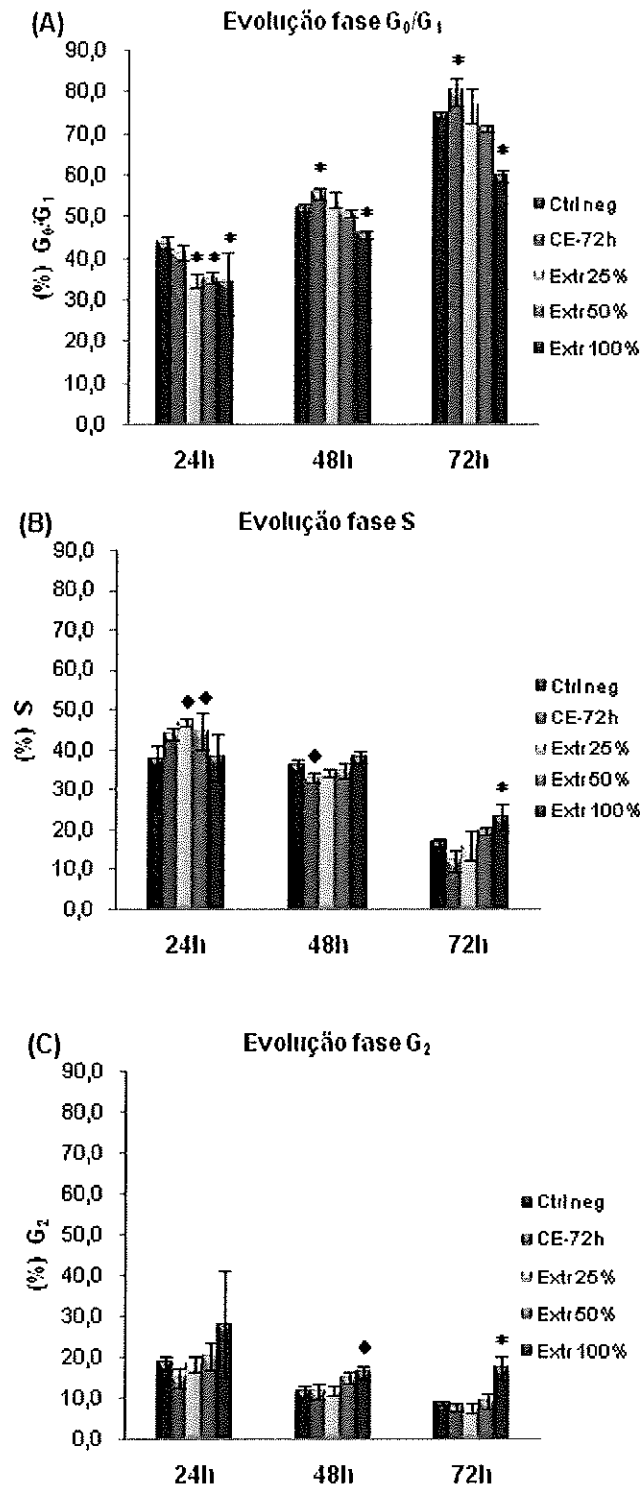 (A) Evolução fase G₀/G₁
90,0
80,0
70,0
60,0
50,0
40,0
30,0
20,0
10,0
0,0
(%) G₀/G₁
* * * * * * *
24h 48h 72h
Ctrl neg
CE-72h
Extr 25%
Extr 50%
Extr 100%
(B) Evolução fase S
90,0
80,0
70,0
60,0
50,0
40,0
30,0
20,0
10,0
0,0
(%) S
◆ ◆ ◆ *
24h 48h 72h
Ctrl neg
CE-72h
Extr 25%
Extr 50%
Extr 100%
(C) Evolução fase G₂
90,0
80,0
70,0
60,0
50,0
40,0
30,0
20,0
10,0
0,0
(%) G₂
◆ *
24h 48h 72h
Ctrl neg
CE-72h
Extr 25%
Extr 50%
Extr 100%